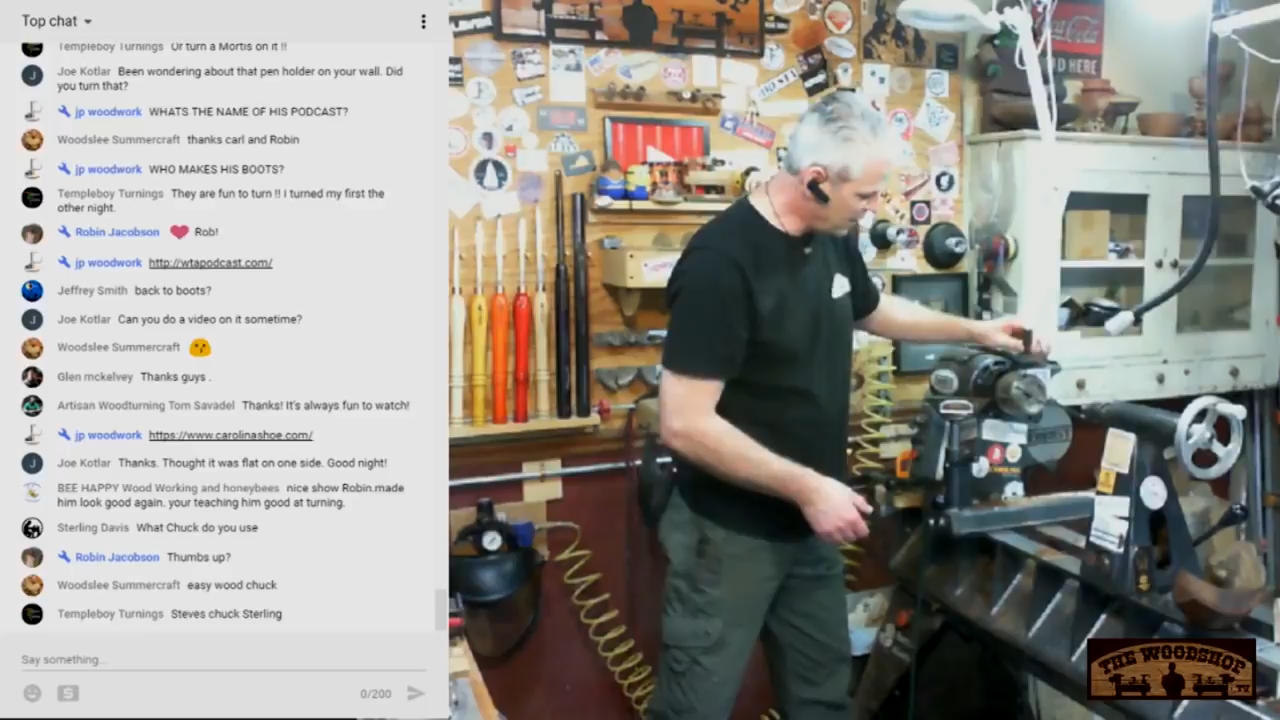 Top chat
Templeboy Turnings Or turn a Mortis on it !!
Joe Kotlar Been wondering about that pen holder on your wall. Did
you turn that?
jp woodwork WHATS THE NAME OF HIS PODCAST?
Woodslee Summercraft thanks carl and Robin
jp woodwork WHO MAKES HIS BOOTS?
Templeboy Turnings They are fun to turn !! i turned my first the
other night.
Robin Jacobson Rob!
jp woodwork http://wtapodcast.com/
Jeffrey Smith back to boots?
Joe Kotlar Can you do a video on it sometime?
Woodslee Summercraft
Glen mckelvey Thanks guys .
Artisan Woodturning Tom Savadel Thanks! It's always fun to watch!
jp woodwork https://www.carolinashoe.com/
Joe Kotlar Thanks. Thought it was flat on one side. Good night!
BEE HAPPY Wood Working and honeybees nice show Robin.made
him look good again. your teaching him good at turning.
Sterling Davis What Chuck do you use
Robin Jacobson Thumbs up?
Woodslee Summercraft easy wood chuck
Templeboy Turnings Steves chuck Sterling
Say something...
0/200
Coca-Cola
D HERE
THE WOODSHOP
.TV